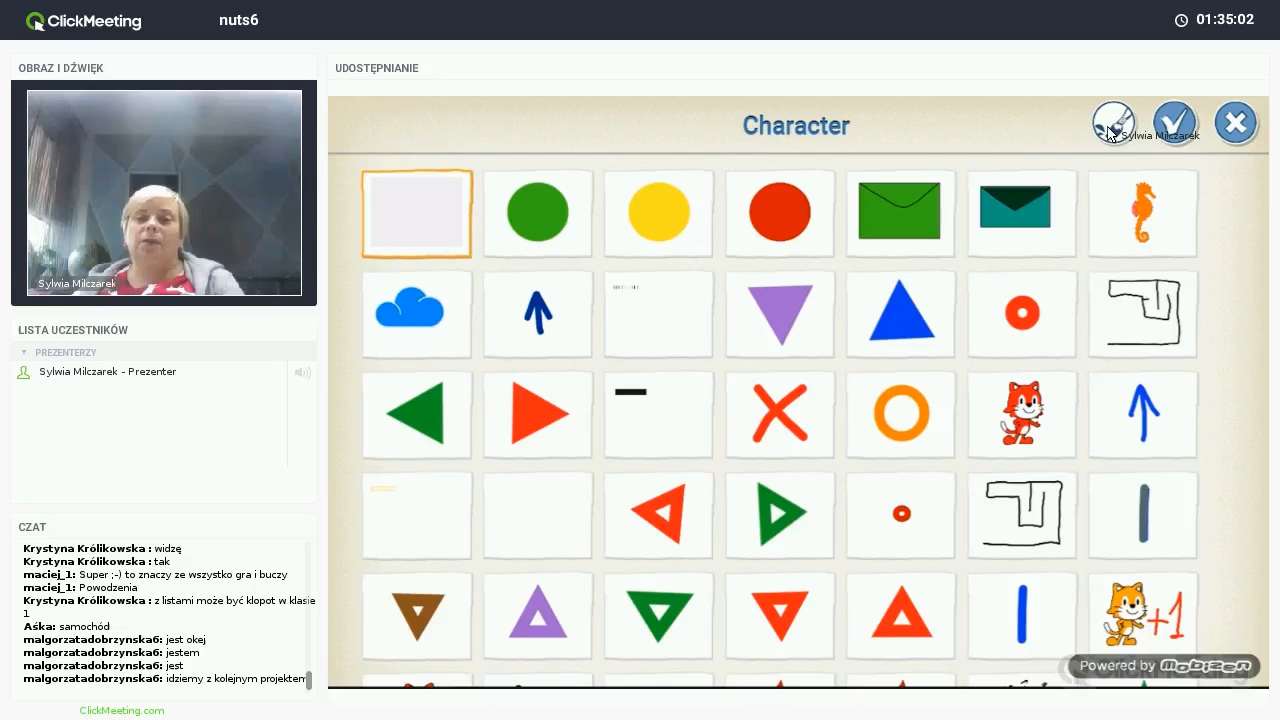 ClickMeeting
nuts6
01:35:02
OBRAZ I DŹWIĘK
UDOSTĘPNIANIE
Character
Sylwia Milczarek
Sylwia Milczarek
LISTA UCZESTNIKÓW
PREZENTERZY
Sylwia Milczarek - Prezenter
CZAT
Krystyna Królikowska : widzę
Krystyna Królikowska : tak
maciej_1: Super ;-) to znaczy ze wszystko gra i buczy
maciej_1: Powodzenia
Krystyna Królikowska : z listami może być kłopot w klasie
1
Aśka: samochód
malgorzatadobrzynska6: jest okej
malgorzatadobrzynska6: jestem
malgorzatadobrzynska6: jest
malgorzatadobrzynska6: idziemy z kolejnym projektem
+1
Powered by Mobizen
ClickMeeting
ClickMeeting.com